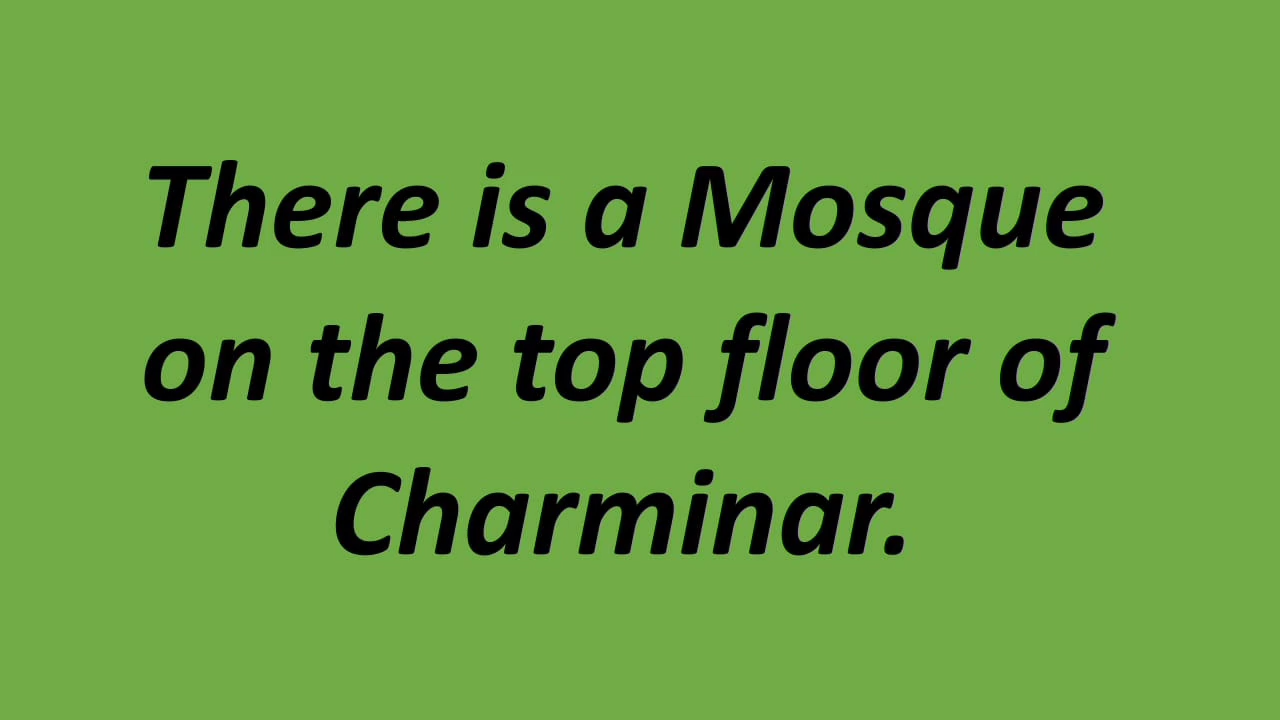 There is a Mosque
on the top floor of
Charminar.